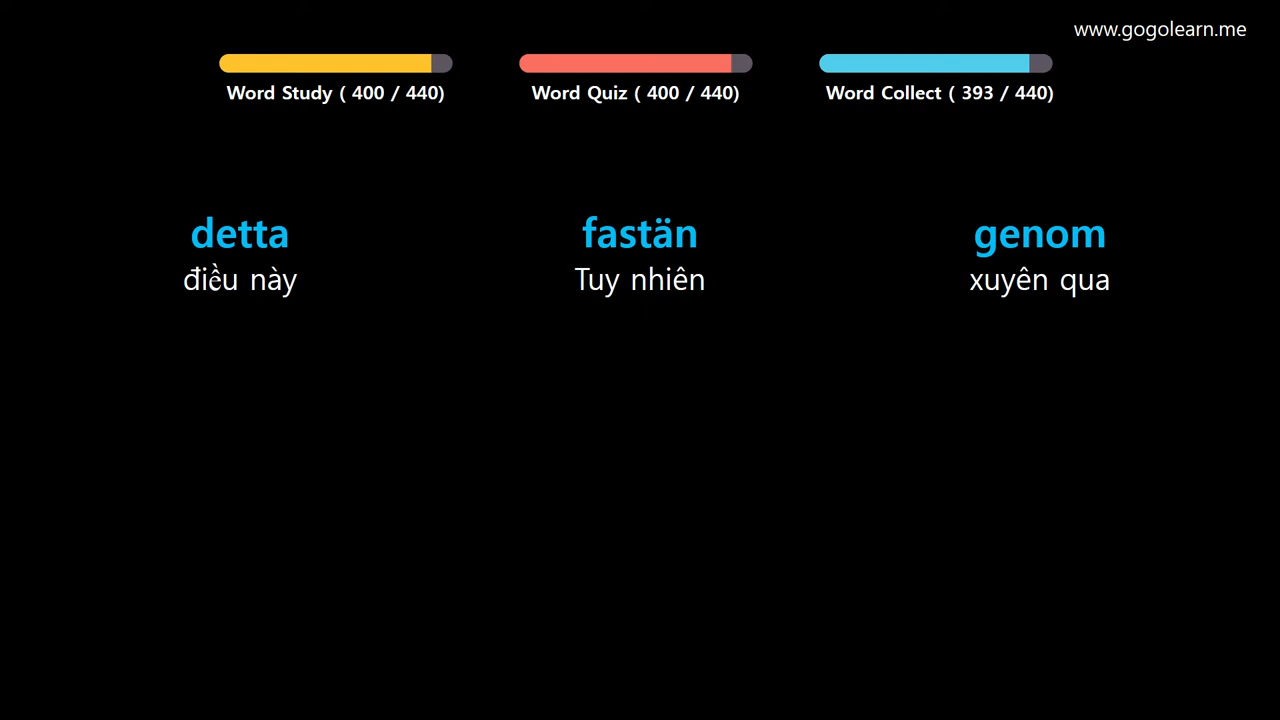 www.gogolearn.me
Word Study ( 400 / 440)
Word Quiz ( 400 / 440)
Word Collect ( 393 / 440)
detta
điều này
fastän
Tuy nhiên
genom
xuyên qua